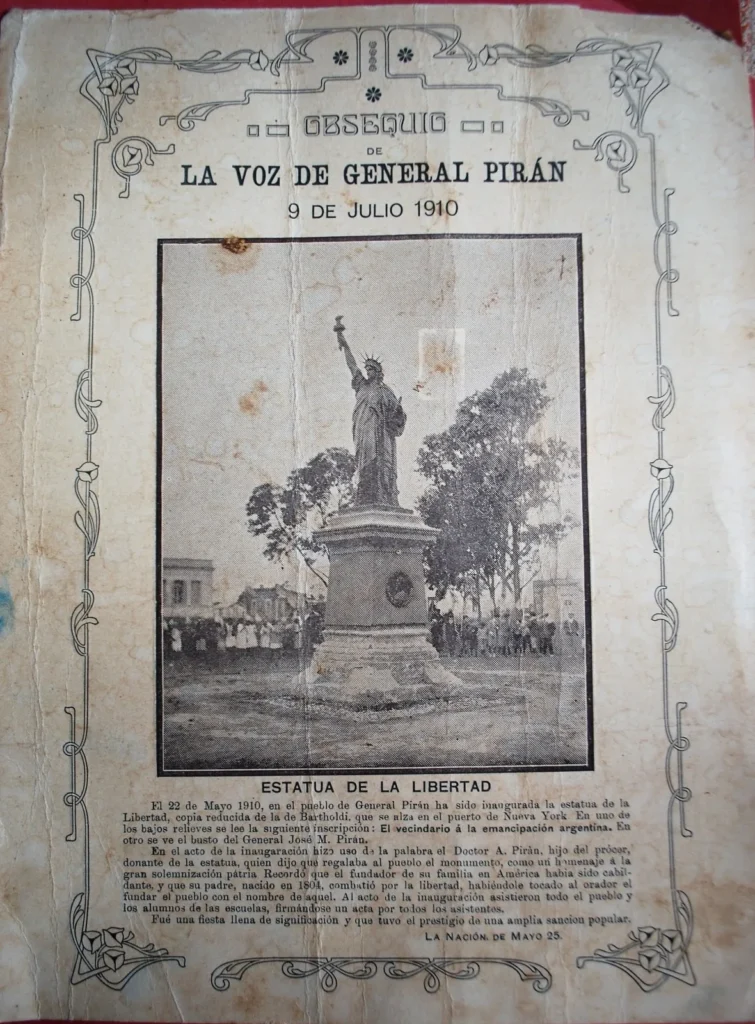 OBSEQUIO
DE
LA VOZ DE GENERAL PIRÁN
9 DE JULIO 1910
ESTATUA DE LA LIBERTAD
El 22 de Mayo 1910, en el pueblo de General Pirán ha sido inaugurada la estatua de la
Libertad, copia reducida de la de Bartholdi, que se alza en el puerto de Nueva York En uno de
los bajos relieves se lee la siguiente inscripción: El vecindario á la emancipación argentina. En
otro se ve el busto del General José M. Pirán.
En el acto de la inauguración hizo uso de la palabra el Doctor A. Pirán, hijo del prócer,
donante de la estatua, quien dijo que regalaba al pueblo el monumento, como un homenaje á la
gran solemnización pátria Recordó que el fundador de su familia en América había sido cabil-
dante, y que su padre, nacido en 1804, combatió por la libertad, habiéndole tocado al orador el
fundar el pueblo con el nombre de aquel. Al acto de la inauguración asistieron todo el pueblo y
los alumnos de las escuelas, firmándose un acta por todos los asistentes.
Fué una fiesta llena de significación y que tuvo el prestigio de una amplia sancion popular.
LA NACIÓN, DE MAYO 25.